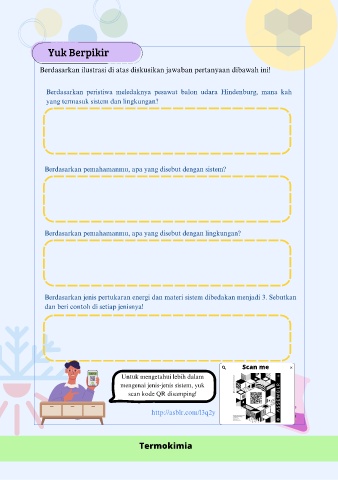 Yuk Berpikir
Berdasarkan ilustrasi di atas diskusikan jawaban pertanyaan dibawah ini!
Berdasarkan peristiwa meledaknya pesawat balon udara Hindenburg, mana kah
yang termasuk sistem dan lingkungan?
Berdasarkan pemahamanmu, apa yang disebut dengan sistem?
Berdasarkan pemahamanmu, apa yang disebut dengan lingkungan?
Berdasarkan jenis pertukaran energi dan materi sistem dibedakan menjadi 3. Sebutkan
dan beri contoh di setiap jenisnya!
Untuk mengetahui lebih dalam
mengenai jenis-jenis sistem, yuk
scan kode QR disamping!
Scan me
http://asblr.com/l3q2y
Termokimia